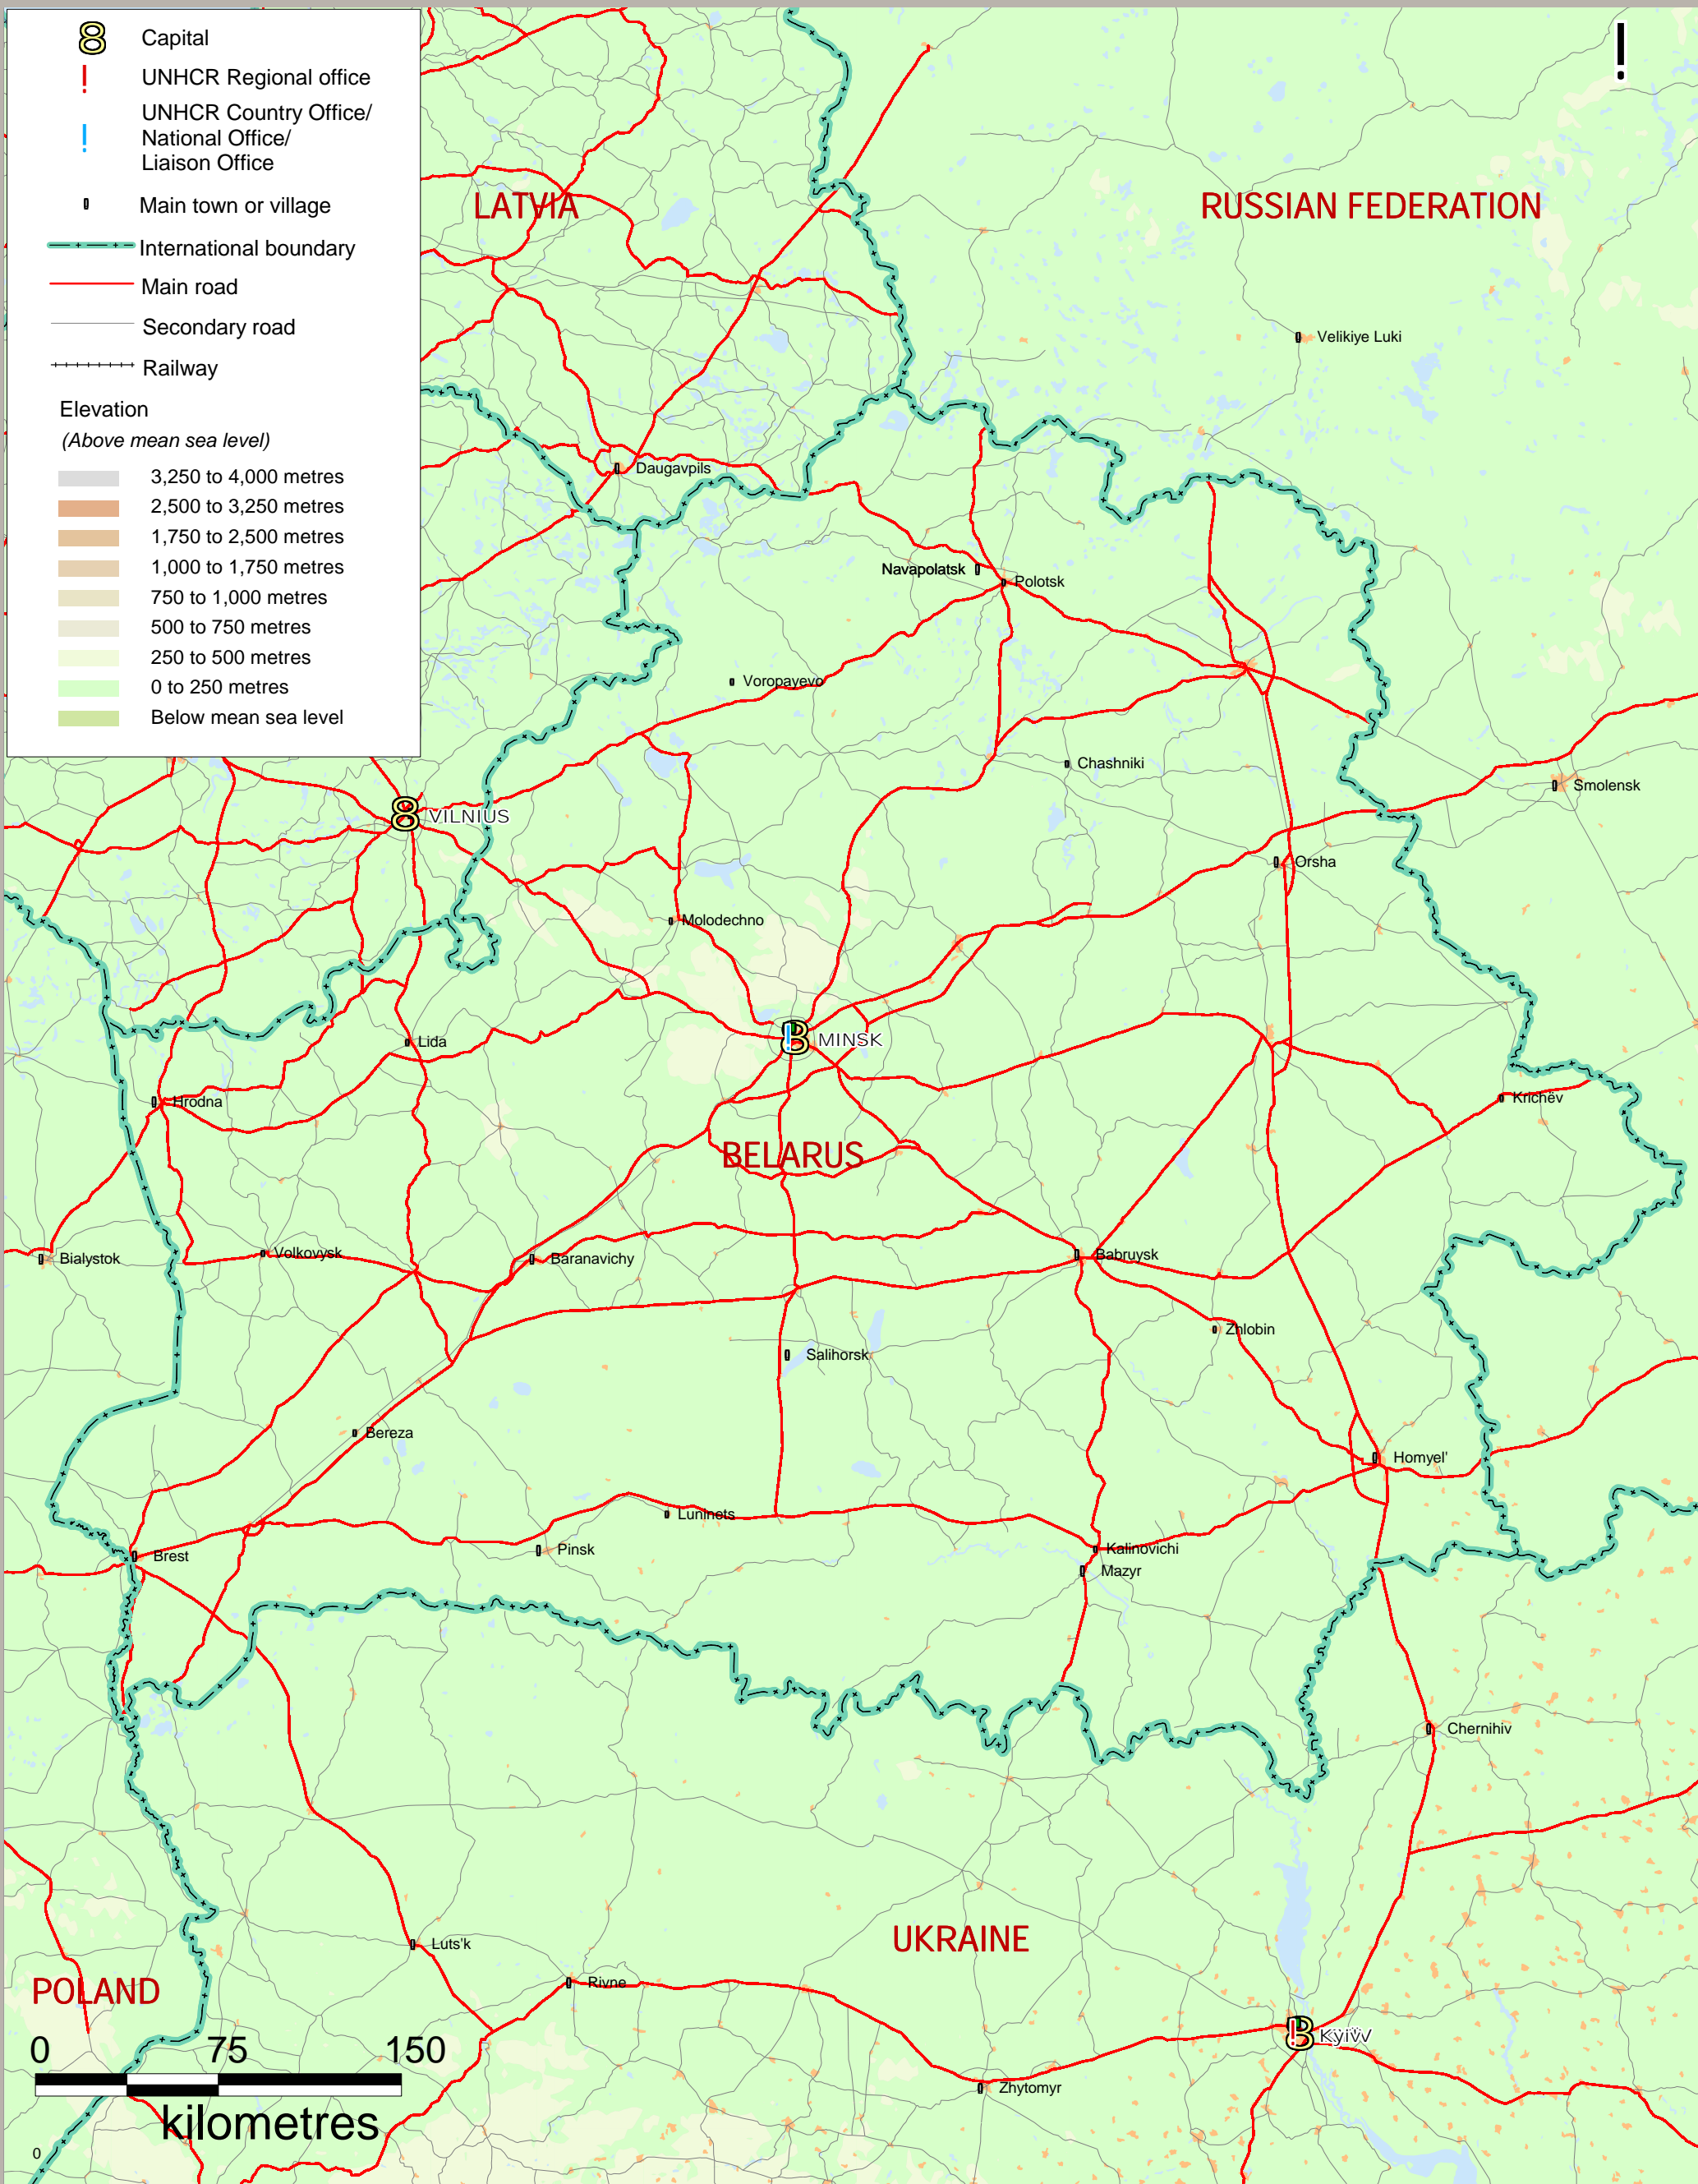 8 Capital
! UNHCR Regional office
! UNHCR Country Office/
National Office/
Liaison Office
Main town or village
International boundary
Main road
Secondary road
Railway
Elevation
(Above mean sea level)
3,250 to 4,000 metres
2,500 to 3,250 metres
1,750 to 2,500 metres
1,000 to 1,750 metres
750 to 1,000 metres
500 to 750 metres
250 to 500 metres
0 to 250 metres
Below mean sea level
!
LATVIA
RUSSIAN FEDERATION
Velikiye Luki
Daugavpils
Navapolatsk
Polotsk
Voropayevo
Chashniki
Smolensk
8 VILNIUS
Orsha
Molodechno
MINSK
Lida
Krichëv
Hrodna
BELARUS
Volkovysk
Bialystok
Baranavichy
Babruysk
Zhlobin
Salihorsk
Bereza
Homyel'
Luninets
Pinsk
Brest
Kalinovichi
Mazyr
Chernihiv
UKRAINE
Luts'k
Rivne
POLAND
0 75 150
kilometres
0
Zhytomyr